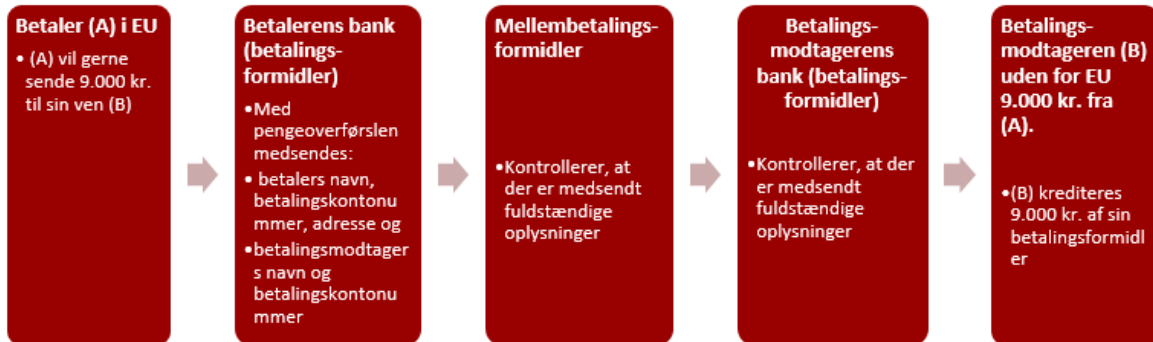 Betaler (A) i EU
• (A) vil gerne
sende 9.000 kr.
til sin ven (B)
Betalerens bank
(betalings-
formidler)
•Med
pengeoverførslen
medsendes:
• betalers navn,
betalingskontonu
mmer, adresse og
•betalingsmodtager
s navn og
betalingskontonu
mmer
Mellembetalings-
formidler
•Kontrollerer, at
der er medsendt
fuldstændige
oplysninger
Betalings-
modtagerens
bank (betalings-
formidler)
•Kontrollerer, at der
er medsendt
fuldstændige
oplysninger
Betalings-
modtageren (B)
uden for EU
9.000 kr. fra
(A).
•(B) krediteres
9.000 kr. af sin
betalingsformidl
er